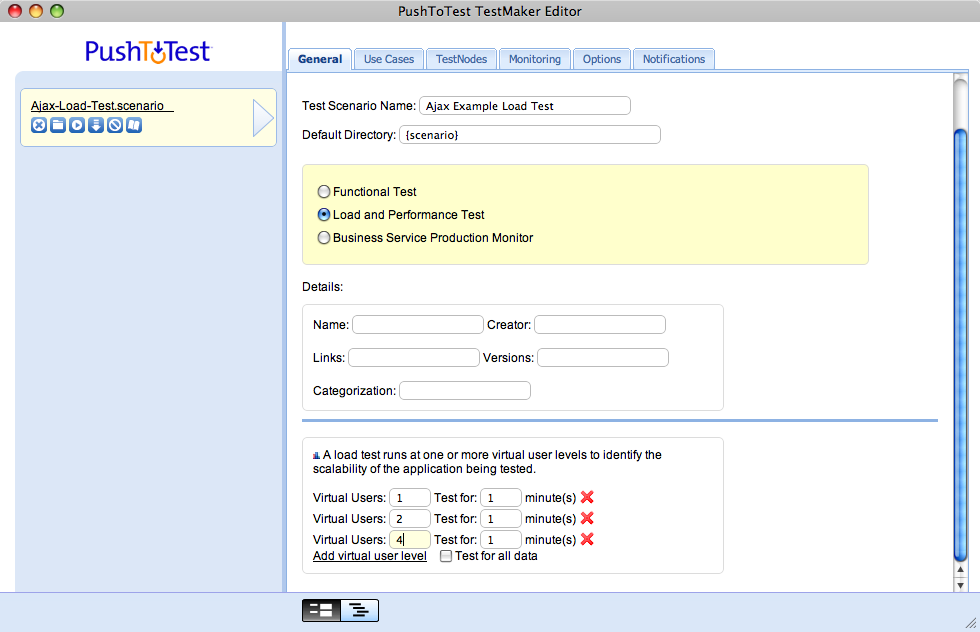 PushToTest TestMaker Editor
PushToTest
General Use Cases TestNodes Monitoring Options Notifications
Ajax-Load-Test.scenario
Test Scenario Name: Ajax Example Load Test
Default Directory: {scenario}
Functional Test
Load and Performance Test
Business Service Production Monitor
Details:
Name: Creator:
Links: Versions:
Categorization:
A load test runs at one or more virtual user levels to identify the
scalability of the application being tested.
Virtual Users: 1 Test for: 1 minute(s)
Virtual Users: 2 Test for: 1 minute(s)
Virtual Users: 4 Test for: 1 minute(s)
Add virtual user level Test for all data